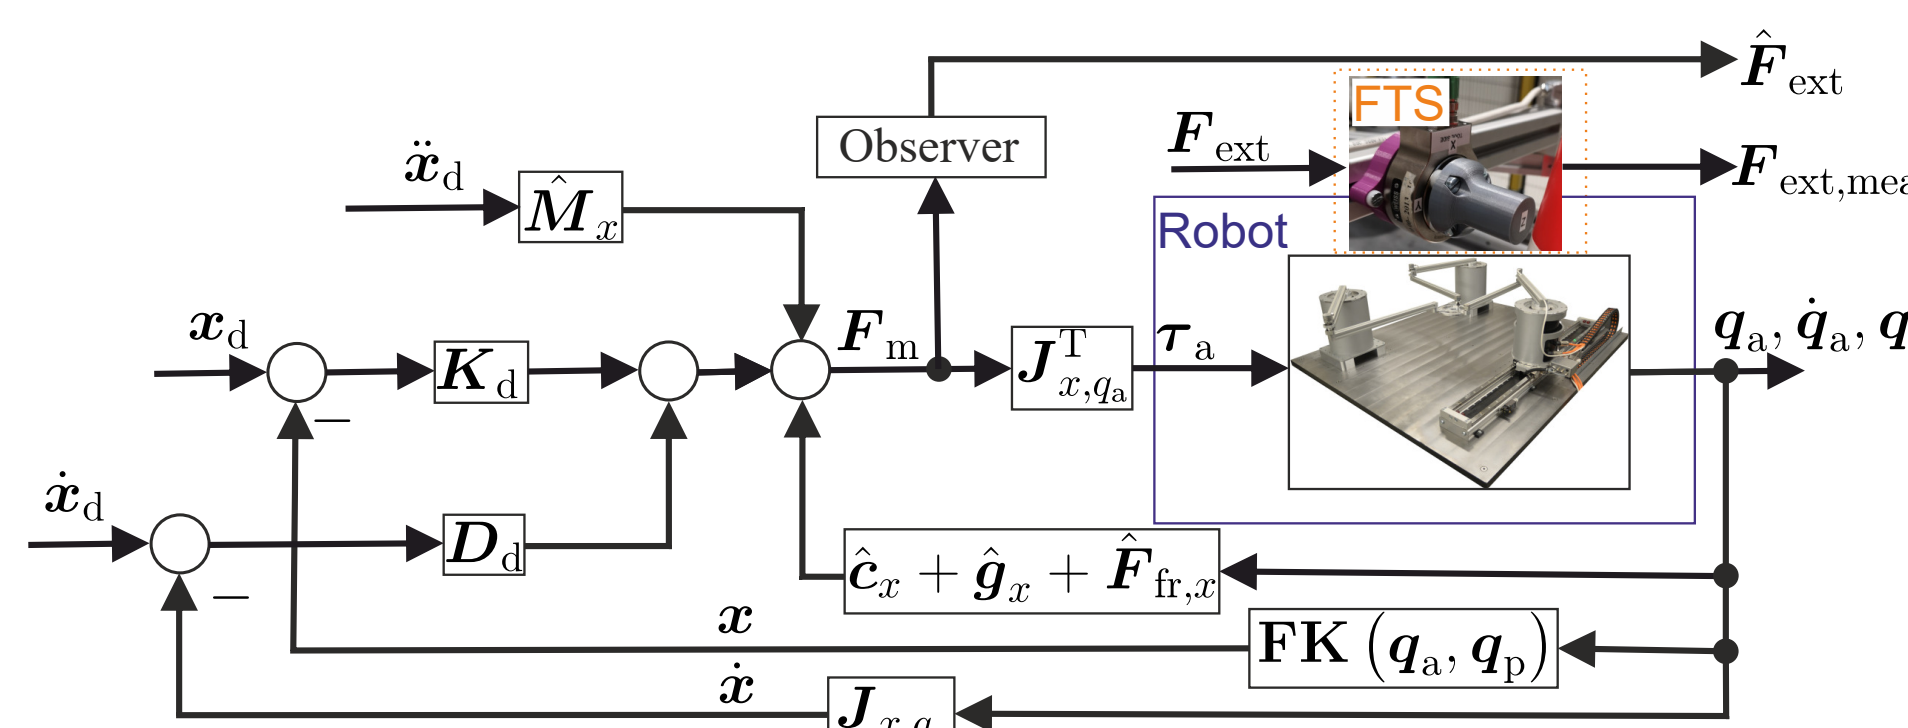 F̂ext
FTS
Fext
Fext,mea
Observer
ẍd
M̂x
Robot
xd
Kd
Fm
Jᵀx,qa
τa
qa, q̇a, q
−
ẋd
Dd
ĉx + ĝx + F̂fr,x
−
x
FK (qa, qp)
ẋ
Jx,q